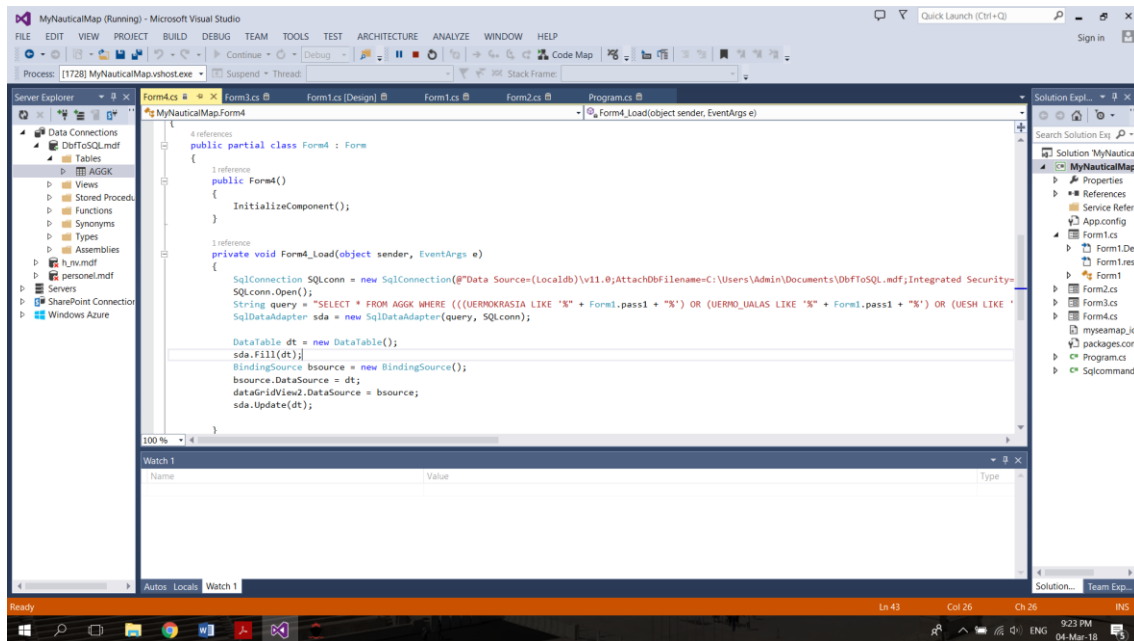 MyNauticalMap (Running) - Microsoft Visual Studio
Quick Launch (Ctrl+Q)
FILE EDIT VIEW PROJECT BUILD DEBUG TEAM TOOLS TEST ARCHITECTURE ANALYZE WINDOW HELP
Sign in
Continue Debug Code Map
Process: [1728] MyNauticalMap.vshost.exe Suspend Thread: Stack Frame:
Server Explorer
Data Connections
DbfToSQL.mdf
Tables
AGGK
Views
Stored Procedu
Functions
Synonyms
Types
Assemblies
h_nv.mdf
personel.mdf
Servers
SharePoint Connection
Windows Azure
Form4.cs Form3.cs Form1.cs [Design] Form1.cs Form2.cs Program.cs
MyNauticalMap.Form4 Form4_Load(object sender, EventArgs e)
{
4 references
public partial class Form4 : Form
{
1 reference
public Form4()
{
InitializeComponent();
}
1 reference
private void Form4_Load(object sender, EventArgs e)
{
SqlConnection SQLconn = new SqlConnection(@"Data Source=(Localdb)\v11.0;AttachDbFilename=C:\Users\Admin\Documents\DbfToSQL.mdf;Integrated Security=
SQLconn.Open();
String query = "SELECT * FROM AGGK WHERE (((UERMOKRASIA LIKE '%" + Form1.pass1 + "%') OR (UERMO_UALAS LIKE '%" + Form1.pass1 + "%') OR (UESH LIKE '
SqlDataAdapter sda = new SqlDataAdapter(query, SQLconn);
DataTable dt = new DataTable();
sda.Fill(dt);
BindingSource bsource = new BindingSource();
bsource.DataSource = dt;
dataGridView2.DataSource = bsource;
sda.Update(dt);
}
100 %
Watch 1
Name Value Type
Autos Locals Watch 1
Solution Expl...
Search Solution Exp
Solution 'MyNautica
MyNauticalMap
Properties
References
Service Refer
App.config
Form1.cs
Form1.De
Form1.res
Form1
Form2.cs
Form3.cs
Form4.cs
myseamap_ic
packages.con
Program.cs
Sqlcommand
Solution... Team Exp...
Ready Ln 43 Col 26 Ch 26 INS
ENG 9:23 PM
04-Mar-18